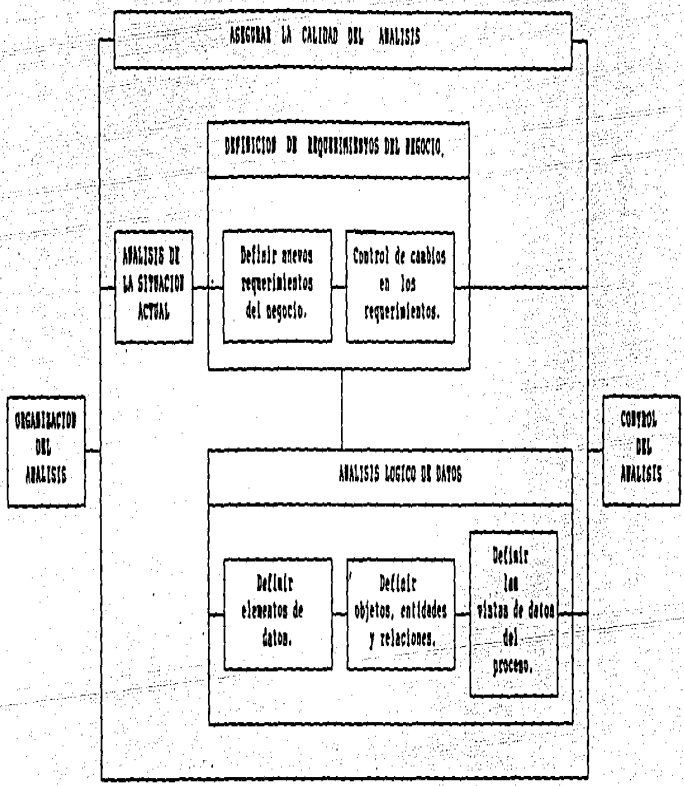 ASEGURAR LA CALIDAD DEL ANALISIS
DEFINICION DE REQUERIMIENTOS DEL NEGOCIO.
ANALISIS DE
LA SITUACION
ACTUAL
Definir nuevos
requerimientos
del negocio.
Control de cambios
en los
requerimientos.
ORGANIZACION
DEL
ANALISIS
CONTROL
DEL
ANALISIS
ANALISIS LOGICO DE DATOS
Definir
elementos de
datos.
Definir
objetos, entidades
y relaciones.
Definir
las
vistas de datos
del
proceso.